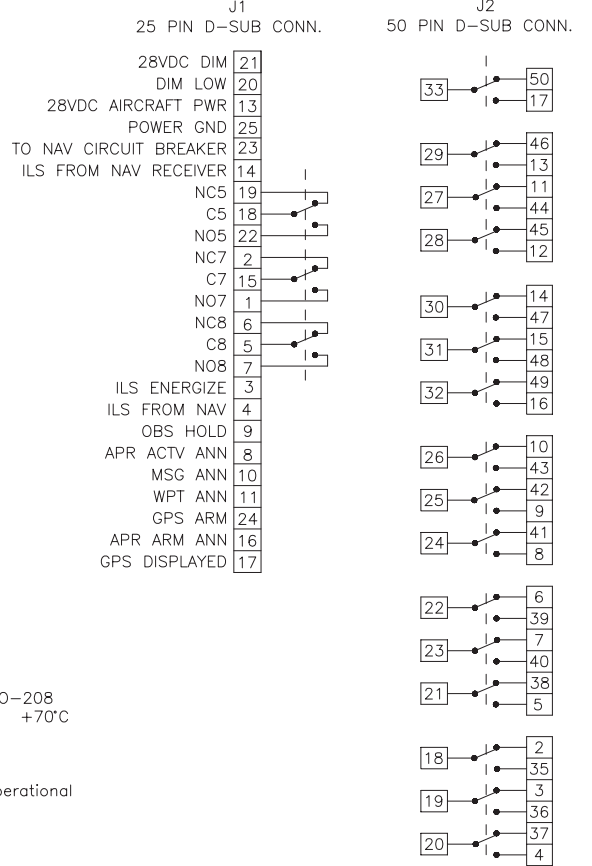 J1
25 PIN D-SUB CONN.
28VDC DIM 21
DIM LOW 20
28VDC AIRCRAFT PWR 13
POWER GND 25
TO NAV CIRCUIT BREAKER 23
ILS FROM NAV RECEIVER 14
NC5 19
C5 18
NO5 22
NC7 2
C7 15
NO7 1
NC8 6
C8 5
NO8 7
ILS ENERGIZE 3
ILS FROM NAV 4
OBS HOLD 9
APR ACTV ANN 8
MSG ANN 10
WPT ANN 11
GPS ARM 24
APR ARM ANN 16
GPS DISPLAYED 17
O-208
+70°C
perational
J2
50 PIN D-SUB CONN.
33 50
17
29 46
13
27 11
44
28 45
12
30 14
47
31 15
48
32 49
16
26 10
43
25 42
9
24 41
8
22 6
39
23 7
40
21 38
5
18 2
35
19 3
36
20 37
4